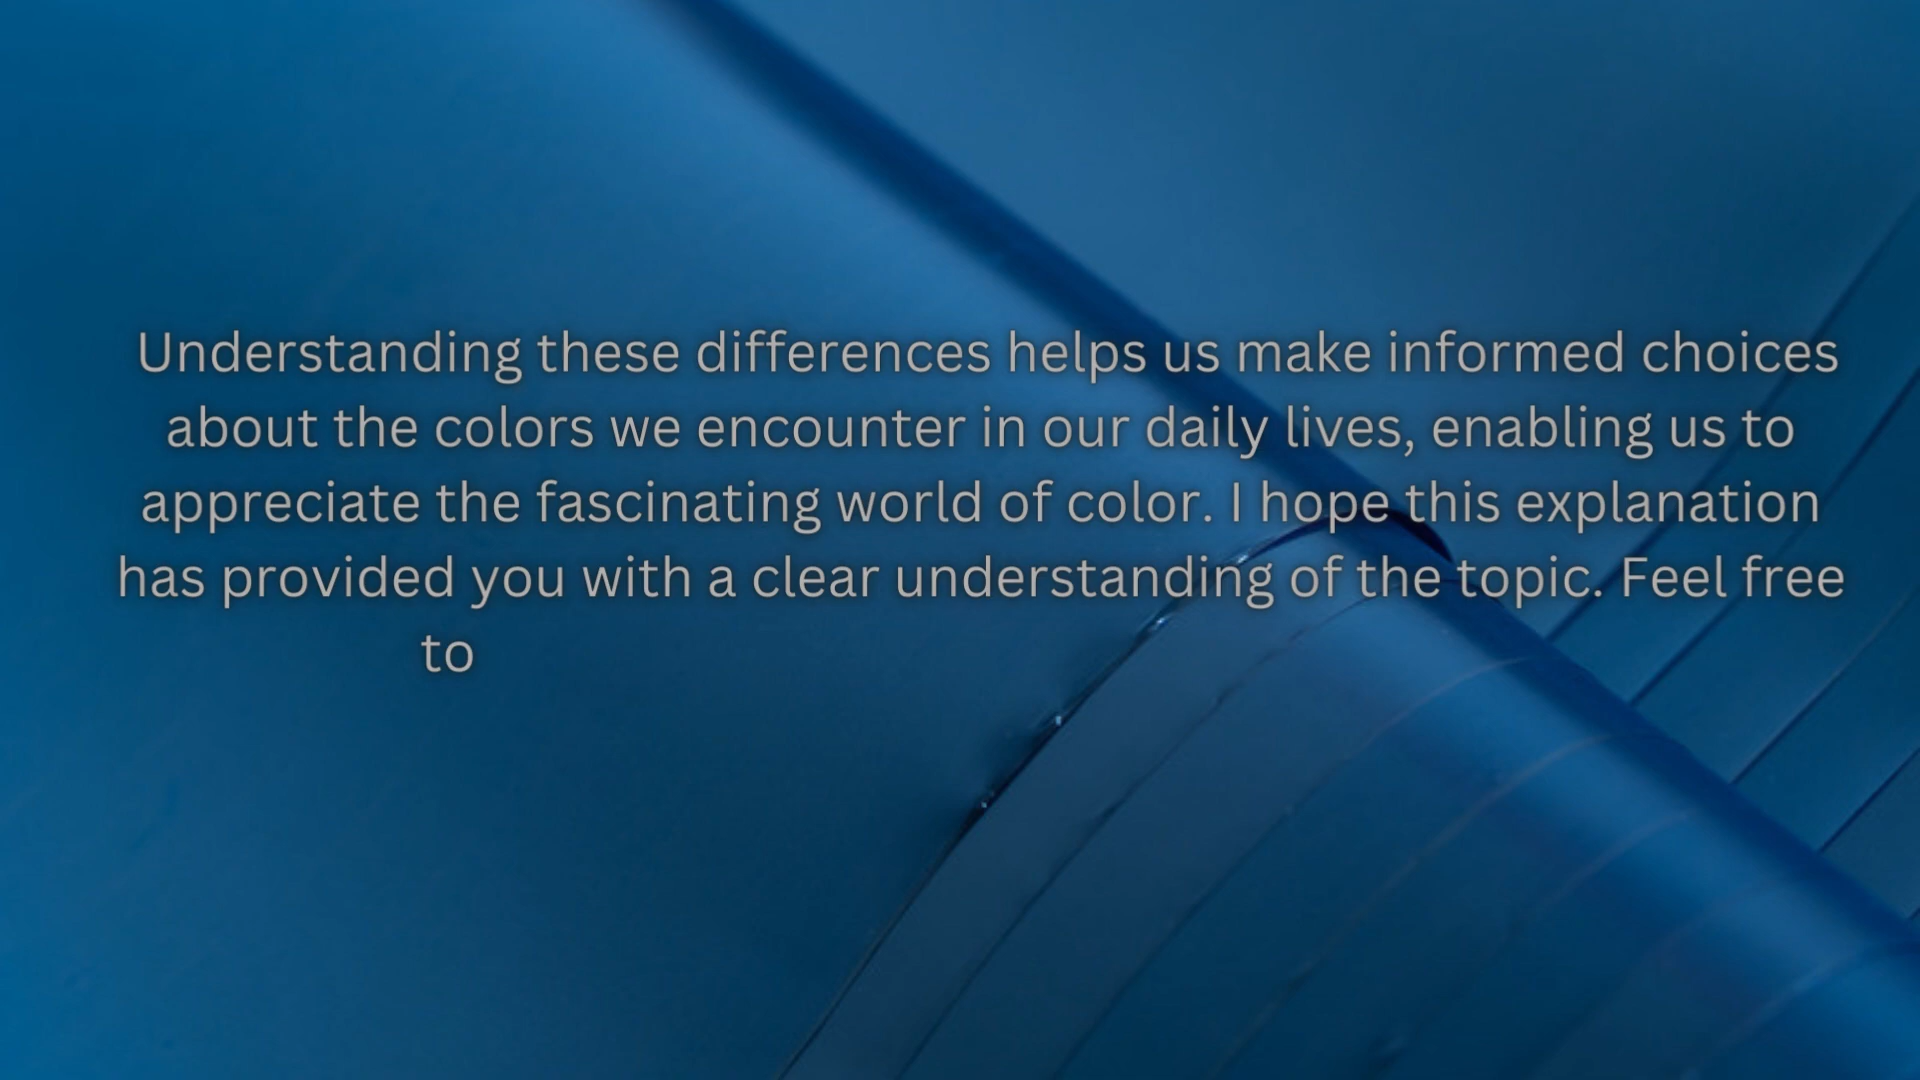 Understanding these differences helps us make informed choices
about the colors we encounter in our daily lives, enabling us to
appreciate the fascinating world of color. I hope this explanation
has provided you with a clear understanding of the topic. Feel free
to